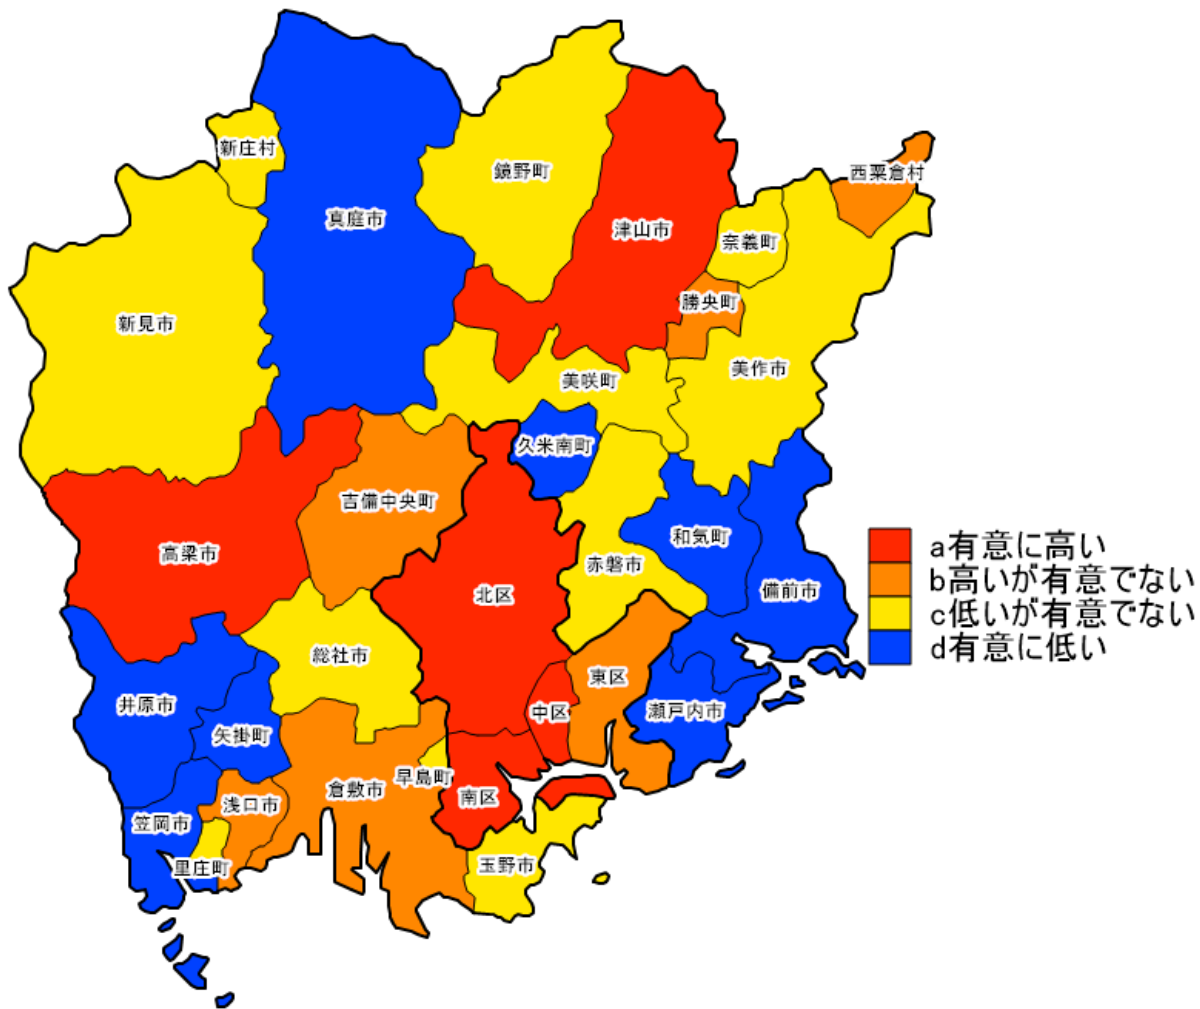 新庄村
鏡野町
西粟倉村
真庭市
津山市
奈義町
勝央町
新見市
美作市
美咲町
久米南町
吉備中央町
和気町
高梁市
赤磐市
備前市
北区
総社市
東区
井原市
中区
瀬戸内市
矢掛町
早島町
倉敷市
南区
浅口市
笠岡市
里庄町
玉野市
a有意に高い
b高いが有意でない
c低いが有意でない
d有意に低い